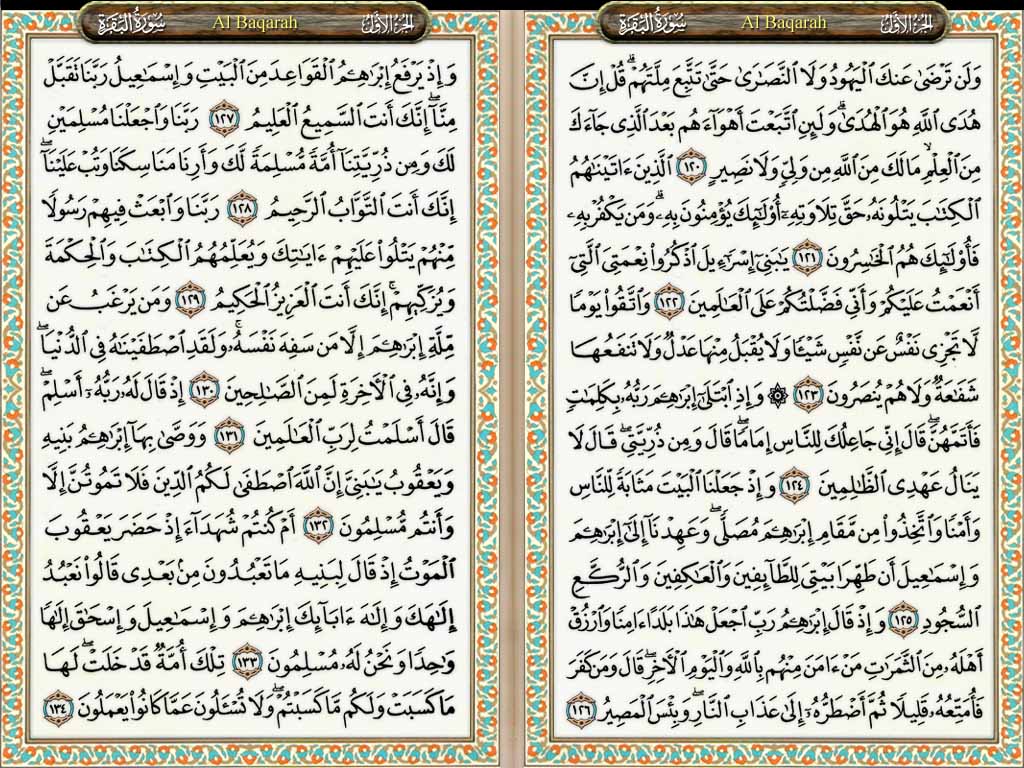 الجزء الأول Al Baqarah سورة البقرة
وَلَن تَرْضَىٰ عَنكَ ٱلْيَهُودُ وَلَا ٱلنَّصَٰرَىٰ حَتَّىٰ تَتَّبِعَ مِلَّتَهُمْ ۗ قُلْ إِنَّ
هُدَى ٱللَّهِ هُوَ ٱلْهُدَىٰ ۗ وَلَئِنِ ٱتَّبَعْتَ أَهْوَآءَهُم بَعْدَ ٱلَّذِى جَآءَكَ
مِنَ ٱلْعِلْمِ ۙ مَا لَكَ مِنَ ٱللَّهِ مِن وَلِىٍّ وَلَا نَصِيرٍ ١٢٠ ٱلَّذِينَ ءَاتَيْنَٰهُمُ
ٱلْكِتَٰبَ يَتْلُونَهُۥ حَقَّ تِلَاوَتِهِۦٓ أُو۟لَٰٓئِكَ يُؤْمِنُونَ بِهِۦ ۗ وَمَن يَكْفُرْ بِهِۦ
فَأُو۟لَٰٓئِكَ هُمُ ٱلْخَٰسِرُونَ ١٢١ يَٰبَنِىٓ إِسْرَٰٓءِيلَ ٱذْكُرُوا۟ نِعْمَتِىَ ٱلَّتِىٓ
أَنْعَمْتُ عَلَيْكُمْ وَأَنِّى فَضَّلْتُكُمْ عَلَى ٱلْعَٰلَمِينَ ١٢٢ وَٱتَّقُوا۟ يَوْمًا
لَّا تَجْزِى نَفْسٌ عَن نَّفْسٍ شَيْـًٔا وَلَا يُقْبَلُ مِنْهَا عَدْلٌ وَلَا تَنفَعُهَا
شَفَٰعَةٌ وَلَا هُمْ يُنصَرُونَ ١٢٣ ۞ وَإِذِ ٱبْتَلَىٰٓ إِبْرَٰهِۦمَ رَبُّهُۥ بِكَلِمَٰتٍ
فَأَتَمَّهُنَّ ۖ قَالَ إِنِّى جَاعِلُكَ لِلنَّاسِ إِمَامًا ۖ قَالَ وَمِن ذُرِّيَّتِى ۖ قَالَ لَا
يَنَالُ عَهْدِى ٱلظَّٰلِمِينَ ١٢٤ وَإِذْ جَعَلْنَا ٱلْبَيْتَ مَثَابَةً لِّلنَّاسِ
وَأَمْنًا وَٱتَّخِذُوا۟ مِن مَّقَامِ إِبْرَٰهِۦمَ مُصَلًّى ۖ وَعَهِدْنَآ إِلَىٰٓ إِبْرَٰهِۦمَ
وَإِسْمَٰعِيلَ أَن طَهِّرَا بَيْتِىَ لِلطَّآئِفِينَ وَٱلْعَٰكِفِينَ وَٱلرُّكَّعِ
ٱلسُّجُودِ ١٢٥ وَإِذْ قَالَ إِبْرَٰهِۦمُ رَبِّ ٱجْعَلْ هَٰذَا بَلَدًا ءَامِنًا وَٱرْزُقْ
أَهْلَهُۥ مِنَ ٱلثَّمَرَٰتِ مَنْ ءَامَنَ مِنْهُم بِٱللَّهِ وَٱلْيَوْمِ ٱلْءَاخِرِ ۖ قَالَ وَمَن كَفَرَ
فَأُمَتِّعُهُۥ قَلِيلًا ثُمَّ أَضْطَرُّهُۥٓ إِلَىٰ عَذَابِ ٱلنَّارِ ۖ وَبِئْسَ ٱلْمَصِيرُ ١٢٦
الجزء الأول Al Baqarah سورة البقرة
وَإِذْ يَرْفَعُ إِبْرَٰهِۦمُ ٱلْقَوَاعِدَ مِنَ ٱلْبَيْتِ وَإِسْمَٰعِيلُ رَبَّنَا تَقَبَّلْ
مِنَّآ ۖ إِنَّكَ أَنتَ ٱلسَّمِيعُ ٱلْعَلِيمُ ١٢٧ رَبَّنَا وَٱجْعَلْنَا مُسْلِمَيْنِ
لَكَ وَمِن ذُرِّيَّتِنَآ أُمَّةً مُّسْلِمَةً لَّكَ وَأَرِنَا مَنَاسِكَنَا وَتُبْ عَلَيْنَآ ۖ
إِنَّكَ أَنتَ ٱلتَّوَّابُ ٱلرَّحِيمُ ١٢٨ رَبَّنَا وَٱبْعَثْ فِيهِمْ رَسُولًا
مِّنْهُمْ يَتْلُوا۟ عَلَيْهِمْ ءَايَٰتِكَ وَيُعَلِّمُهُمُ ٱلْكِتَٰبَ وَٱلْحِكْمَةَ
وَيُزَكِّيهِمْ ۚ إِنَّكَ أَنتَ ٱلْعَزِيزُ ٱلْحَكِيمُ ١٢٩ وَمَن يَرْغَبُ عَن
مِّلَّةِ إِبْرَٰهِۦمَ إِلَّا مَن سَفِهَ نَفْسَهُۥ ۚ وَلَقَدِ ٱصْطَفَيْنَٰهُ فِى ٱلدُّنْيَا ۖ
وَإِنَّهُۥ فِى ٱلْءَاخِرَةِ لَمِنَ ٱلصَّٰلِحِينَ ١٣٠ إِذْ قَالَ لَهُۥ رَبُّهُۥٓ أَسْلِمْ ۖ
قَالَ أَسْلَمْتُ لِرَبِّ ٱلْعَٰلَمِينَ ١٣١ وَوَصَّىٰ بِهَآ إِبْرَٰهِۦمُ بَنِيهِ
وَيَعْقُوبُ يَٰبَنِىَّ إِنَّ ٱللَّهَ ٱصْطَفَىٰ لَكُمُ ٱلدِّينَ فَلَا تَمُوتُنَّ إِلَّا
وَأَنتُم مُّسْلِمُونَ ١٣٢ أَمْ كُنتُمْ شُهَدَآءَ إِذْ حَضَرَ يَعْقُوبَ
ٱلْمَوْتُ إِذْ قَالَ لِبَنِيهِ مَا تَعْبُدُونَ مِنۢ بَعْدِى قَالُوا۟ نَعْبُدُ
إِلَٰهَكَ وَإِلَٰهَ ءَابَآئِكَ إِبْرَٰهِۦمَ وَإِسْمَٰعِيلَ وَإِسْحَٰقَ إِلَٰهًا
وَٰحِدًا وَنَحْنُ لَهُۥ مُسْلِمُونَ ١٣٣ تِلْكَ أُمَّةٌ قَدْ خَلَتْ ۖ لَهَا
مَا كَسَبَتْ وَلَكُم مَّا كَسَبْتُمْ ۖ وَلَا تُسْـَٔلُونَ عَمَّا كَانُوا۟ يَعْمَلُونَ ١٣٤